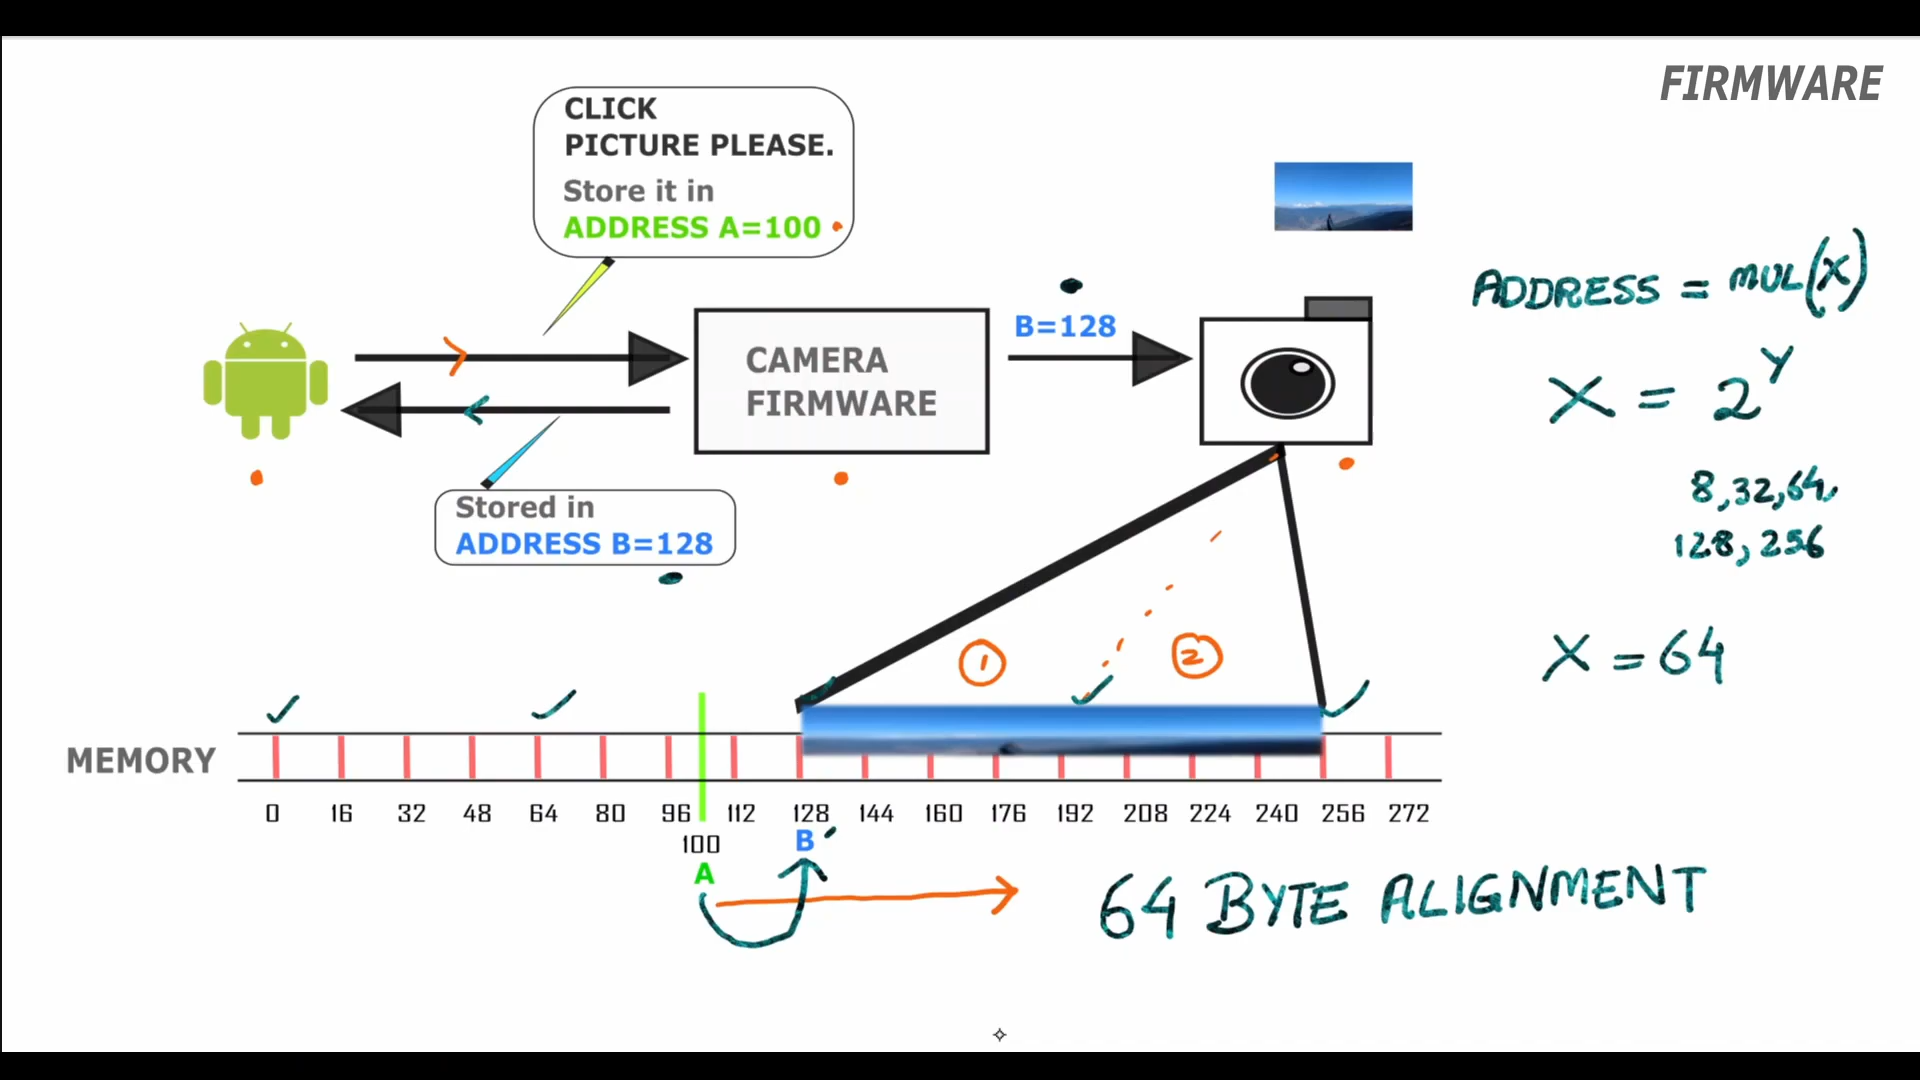 FIRMWARE
CLICK
PICTURE PLEASE.
Store it in
ADDRESS A=100
B=128
CAMERA
FIRMWARE
Stored in
ADDRESS B=128
ADDRESS = MUL(X)
X = 2^Y
8,32,64,
128,256
X = 64
1
2
MEMORY
0 16 32 48 64 80 96 112 128 144 160 176 192 208 224 240 256 272
100
B
A
64 BYTE ALIGNMENT